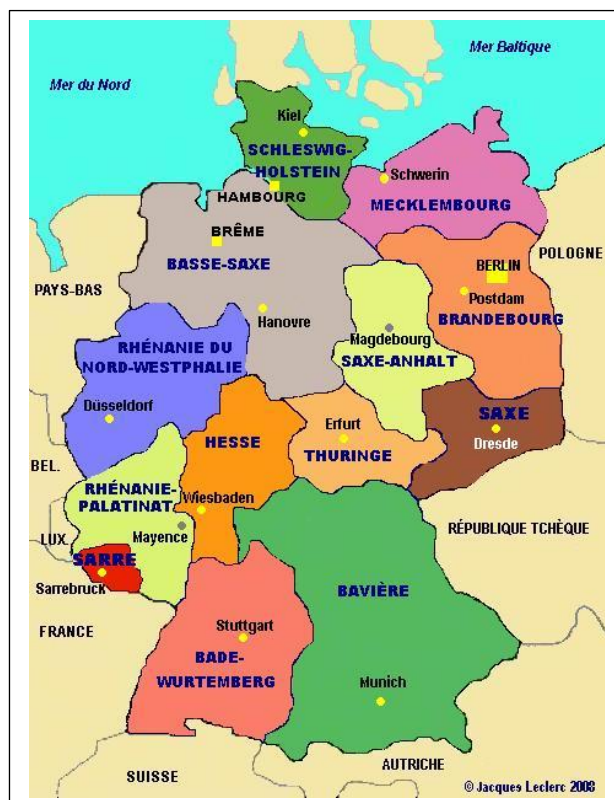 Mer Baltique
Mer du Nord
Kiel
SCHLESWIG-
HOLSTEIN
Schwerin
HAMBOURG
MECKLEMBOURG
BRÊME
POLOGNE
BASSE-SAXE
BERLIN
PAYS-BAS
Postdam
Hanovre
BRANDEBOURG
Magdebourg
RHÉNANIE DU
NORD-WESTPHALIE
SAXE-ANHALT
Düsseldorf
SAXE
Erfurt
HESSE
Dresde
THURINGE
BEL.
RHÉNANIE-
PALATINAT
Wiesbaden
RÉPUBLIQUE TCHÈQUE
LUX.
Mayence
SARRE
Sarrebruck
BAVIÈRE
FRANCE
Stuttgart
BADE-
WURTEMBERG
Munich
AUTRICHE
SUISSE
© Jacques Leclerc 2008